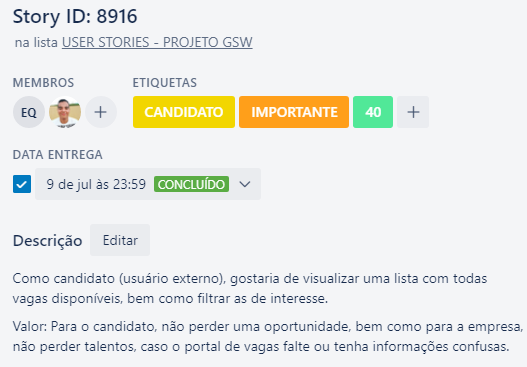 Story ID: 8916
na lista USER STORIES - PROJETO GSW
MEMBROS ETIQUETAS
EQ + CANDIDATO IMPORTANTE 40 +
DATA ENTREGA
9 de jul às 23:59 CONCLUÍDO
Descrição Editar
Como candidato (usuário externo), gostaria de visualizar uma lista com todas
vagas disponíveis, bem como filtrar as de interesse.
Valor: Para o candidato, não perder uma oportunidade, bem como para a empresa,
não perder talentos, caso o portal de vagas falte ou tenha informações confusas.